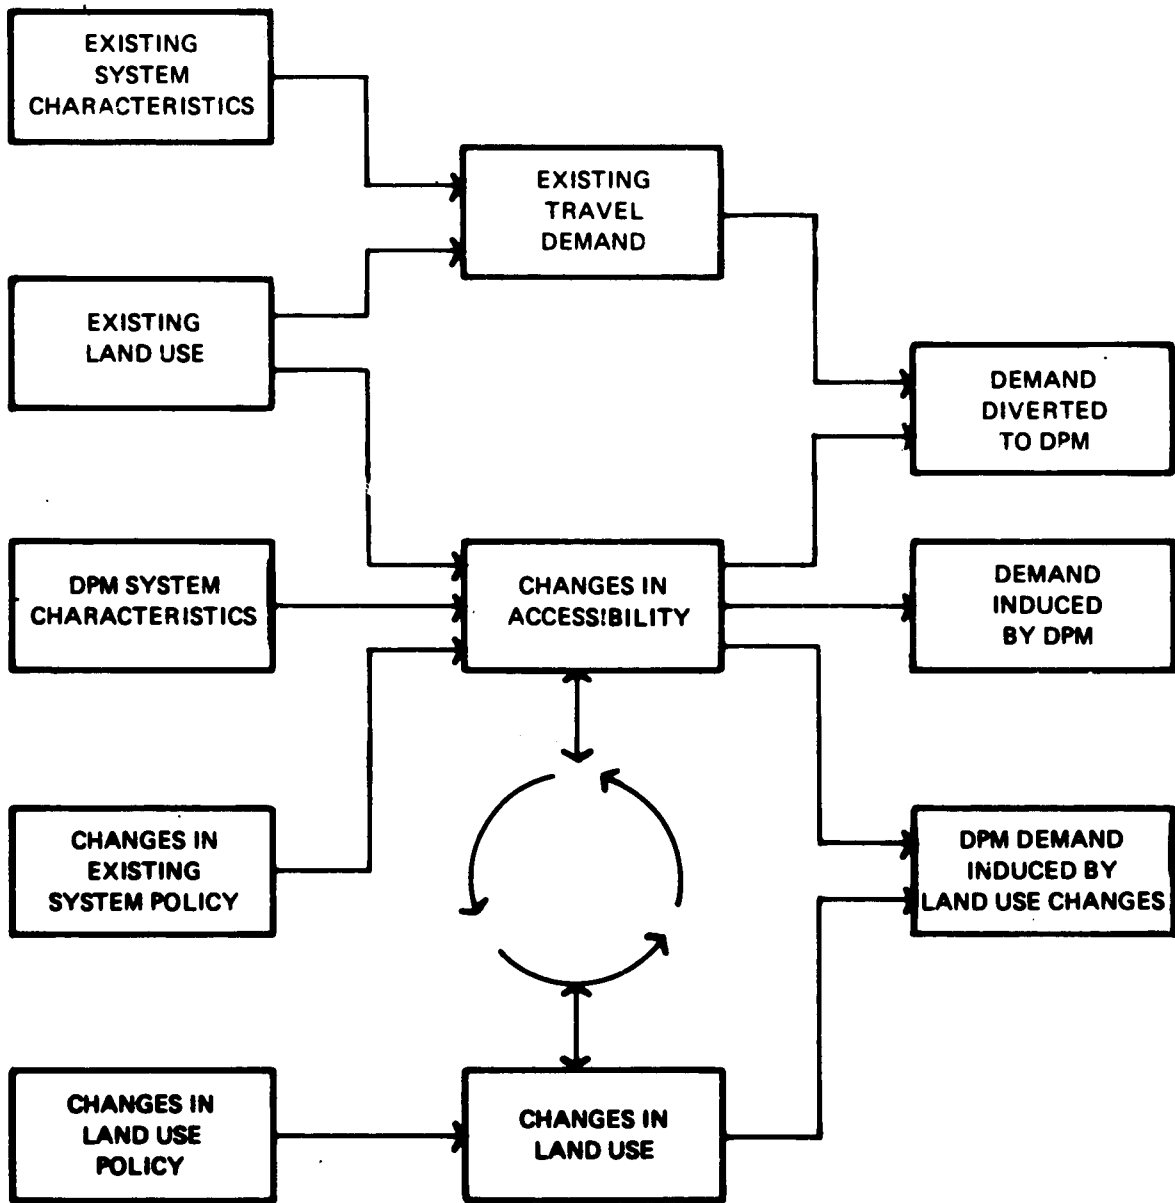 EXISTING
SYSTEM
CHARACTERISTICS
EXISTING
TRAVEL
DEMAND
EXISTING
LAND USE
DEMAND
DIVERTED
TO DPM
DPM SYSTEM
CHARACTERISTICS
CHANGES IN
ACCESSIBILITY
DEMAND
INDUCED
BY DPM
CHANGES IN
EXISTING
SYSTEM POLICY
DPM DEMAND
INDUCED BY
LAND USE CHANGES
CHANGES IN
LAND USE
POLICY
CHANGES IN
LAND USE